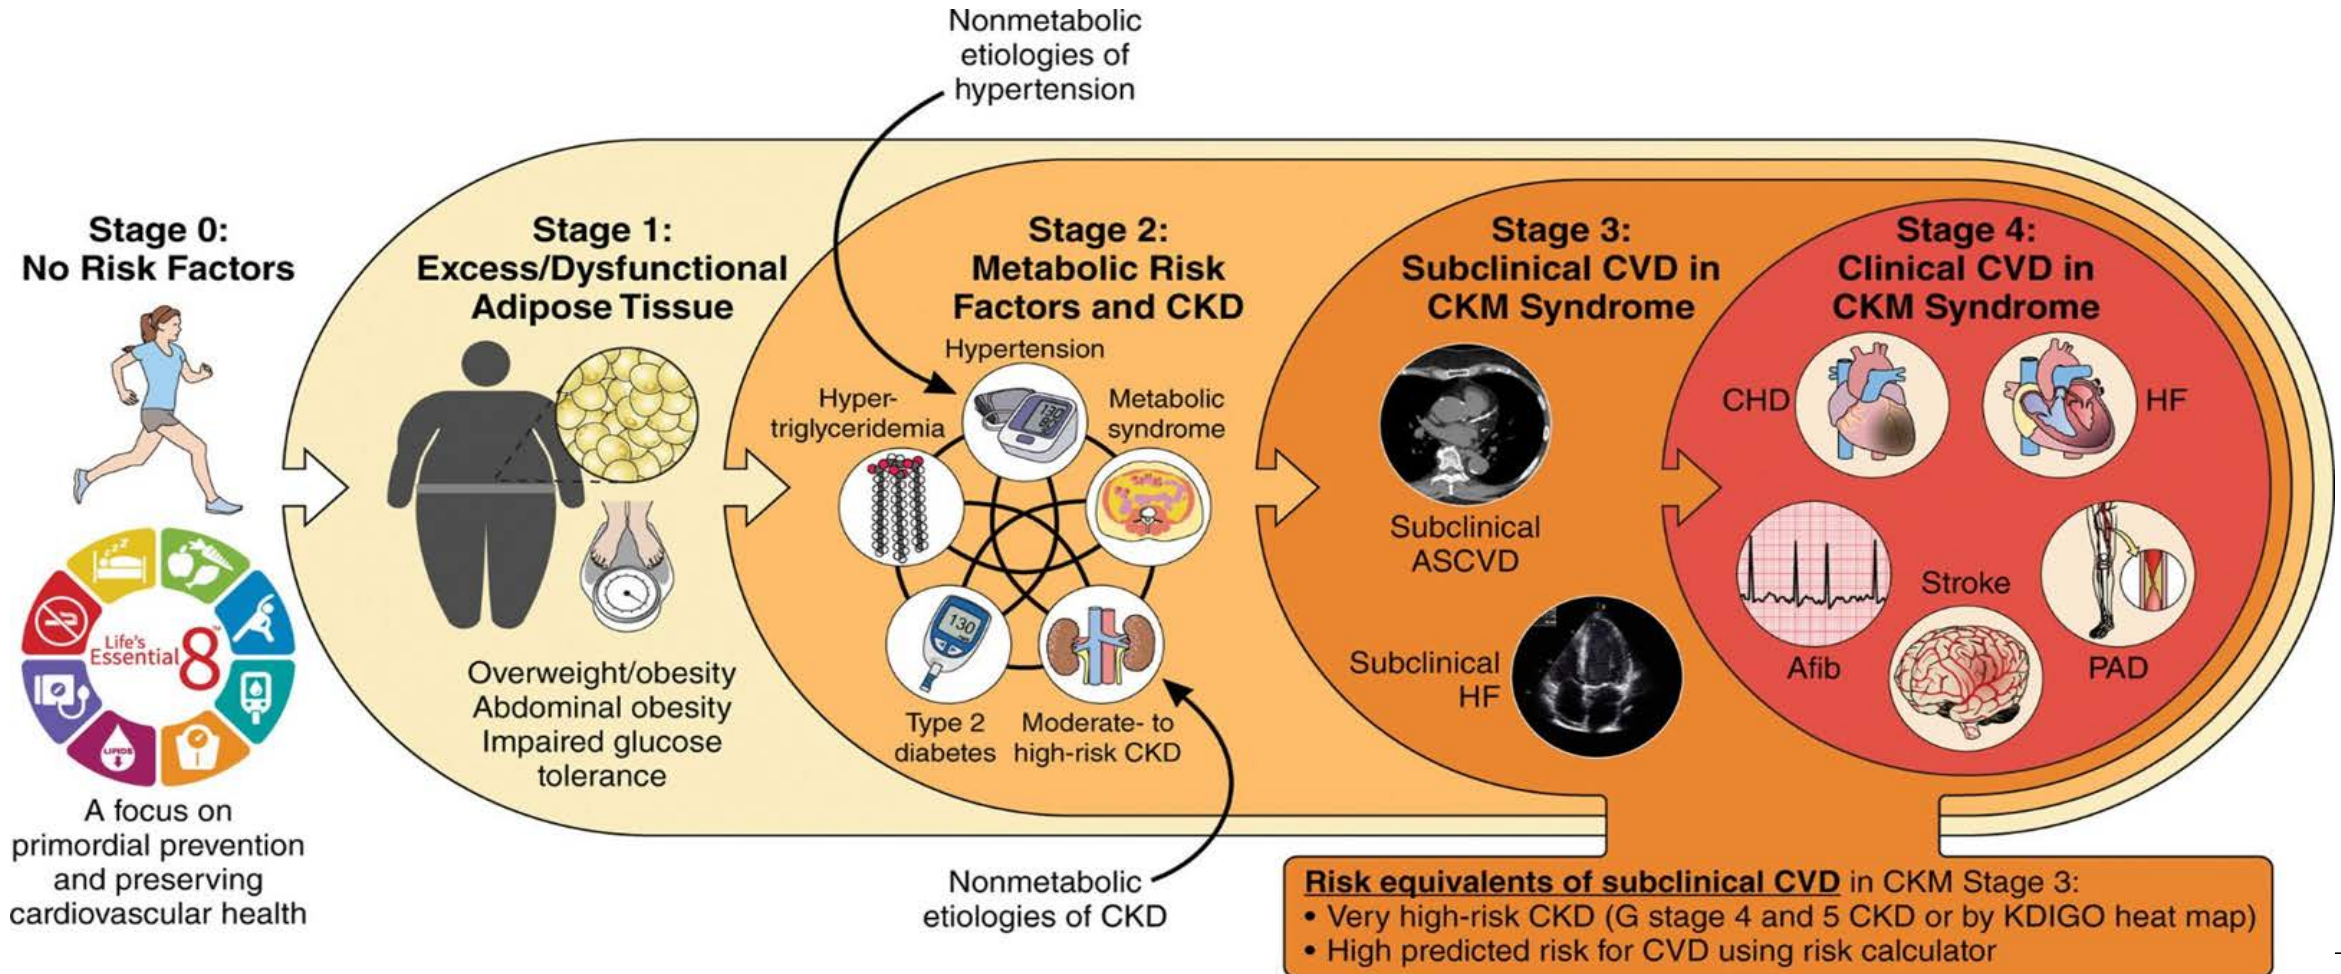 Nonmetabolic
etiologies of
hypertension
Stage 0:
No Risk Factors
Life's
Essential 8™
LIPIDS
A focus on
primordial prevention
and preserving
cardiovascular health
Stage 1:
Excess/Dysfunctional
Adipose Tissue
Overweight/obesity
Abdominal obesity
Impaired glucose
tolerance
Stage 2:
Metabolic Risk
Factors and CKD
Hypertension
130
Hyper-
triglyceridemia
Metabolic
syndrome
130
Type 2
diabetes
Moderate- to
high-risk CKD
Nonmetabolic
etiologies of CKD
Stage 3:
Subclinical CVD in
CKM Syndrome
Subclinical
ASCVD
Subclinical
HF
Stage 4:
Clinical CVD in
CKM Syndrome
CHD
HF
Afib
Stroke
PAD
Risk equivalents of subclinical CVD in CKM Stage 3:
• Very high-risk CKD (G stage 4 and 5 CKD or by KDIGO heat map)
• High predicted risk for CVD using risk calculator